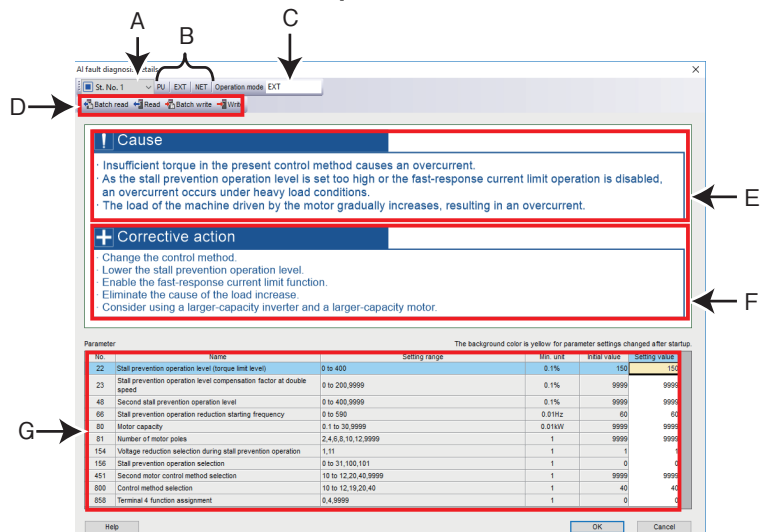 A
B
C
AI fault diagnosis details
St. No. 1 PU EXT NET Operation mode EXT
D
Batch read Read Batch write Write
! Cause
· Insufficient torque in the present control method causes an overcurrent.
· As the stall prevention operation level is set too high or the fast-response current limit operation is disabled,
an overcurrent occurs under heavy load conditions.
· The load of the machine driven by the motor gradually increases, resulting in an overcurrent.
E
+ Corrective action
· Change the control method.
· Lower the stall prevention operation level.
· Enable the fast-response current limit function.
· Eliminate the cause of the load increase.
· Consider using a larger-capacity inverter and a larger-capacity motor.
F
Parameter The background color is yellow for parameter settings changed after startup.
No. Name Setting range Min. unit Initial value Setting value
22 Stall prevention operation level (torque limit level) 0 to 400 0.1% 150 150
23 Stall prevention operation level compensation factor at double
speed 0 to 200,9999 0.1% 9999 9999
48 Second stall prevention operation level 0 to 400,9999 0.1% 9999 9999
66 Stall prevention operation reduction starting frequency 0 to 590 0.01Hz 60 60
80 Motor capacity 0.1 to 30,9999 0.01kW 9999 9999
81 Number of motor poles 2,4,6,8,10,12,9999 1 9999 9999
154 Voltage reduction selection during stall prevention operation 1,11 1 1 1
156 Stall prevention operation selection 0 to 31,100,101 1 0 0
451 Second motor control method selection 10 to 12,20,40,9999 1 9999 9999
800 Control method selection 10 to 12,19,20,40 1 40 40
858 Terminal 4 function assignment 0,4,9999 1 0 0
G
Help OK Cancel